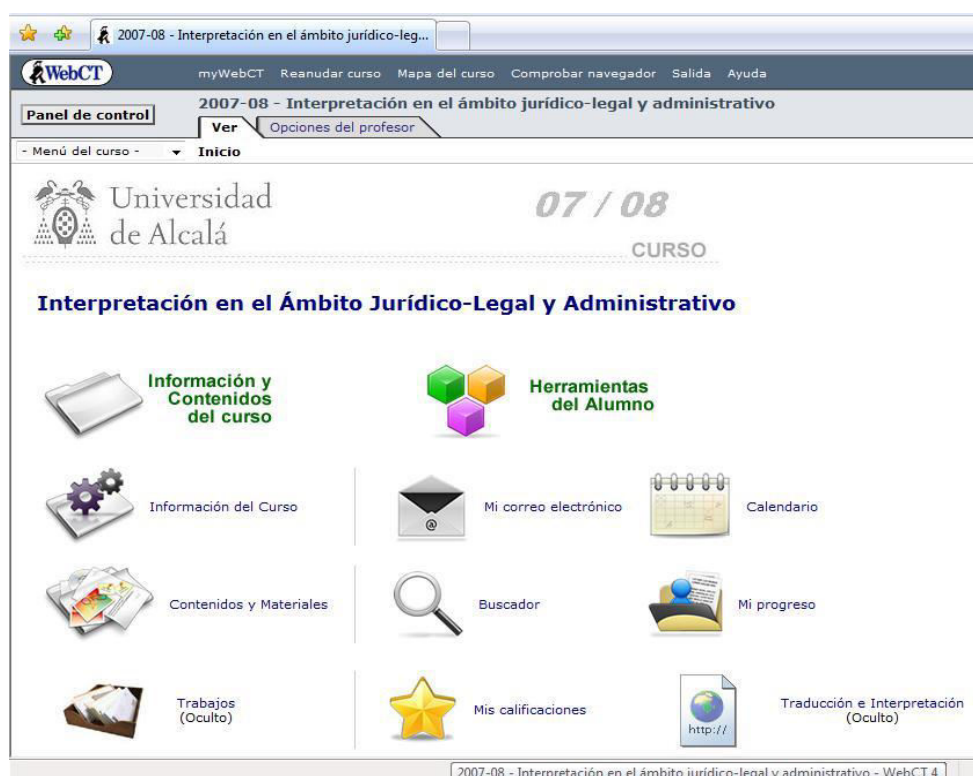 2007-08 - Interpretación en el ámbito jurídico-leg...
WebCT
myWebCT Reanudar curso Mapa del curso Comprobar navegador Salida Ayuda
Panel de control
2007-08 - Interpretación en el ámbito jurídico-legal y administrativo
Ver Opciones del profesor
- Menú del curso - Inicio
Universidad
de Alcalá
07 / 08
CURSO
Interpretación en el Ámbito Jurídico-Legal y Administrativo
Información y
Contenidos
del curso
Herramientas
del Alumno
Información del Curso
@
Mi correo electrónico
Calendario
Contenidos y Materiales
Buscador
Mi progreso
Trabajos
(Oculto)
Mis calificaciones
http://
Traducción e Interpretación
(Oculto)
2007-08 - Interpretación en el ámbito jurídico-legal y administrativo - WebCT 4